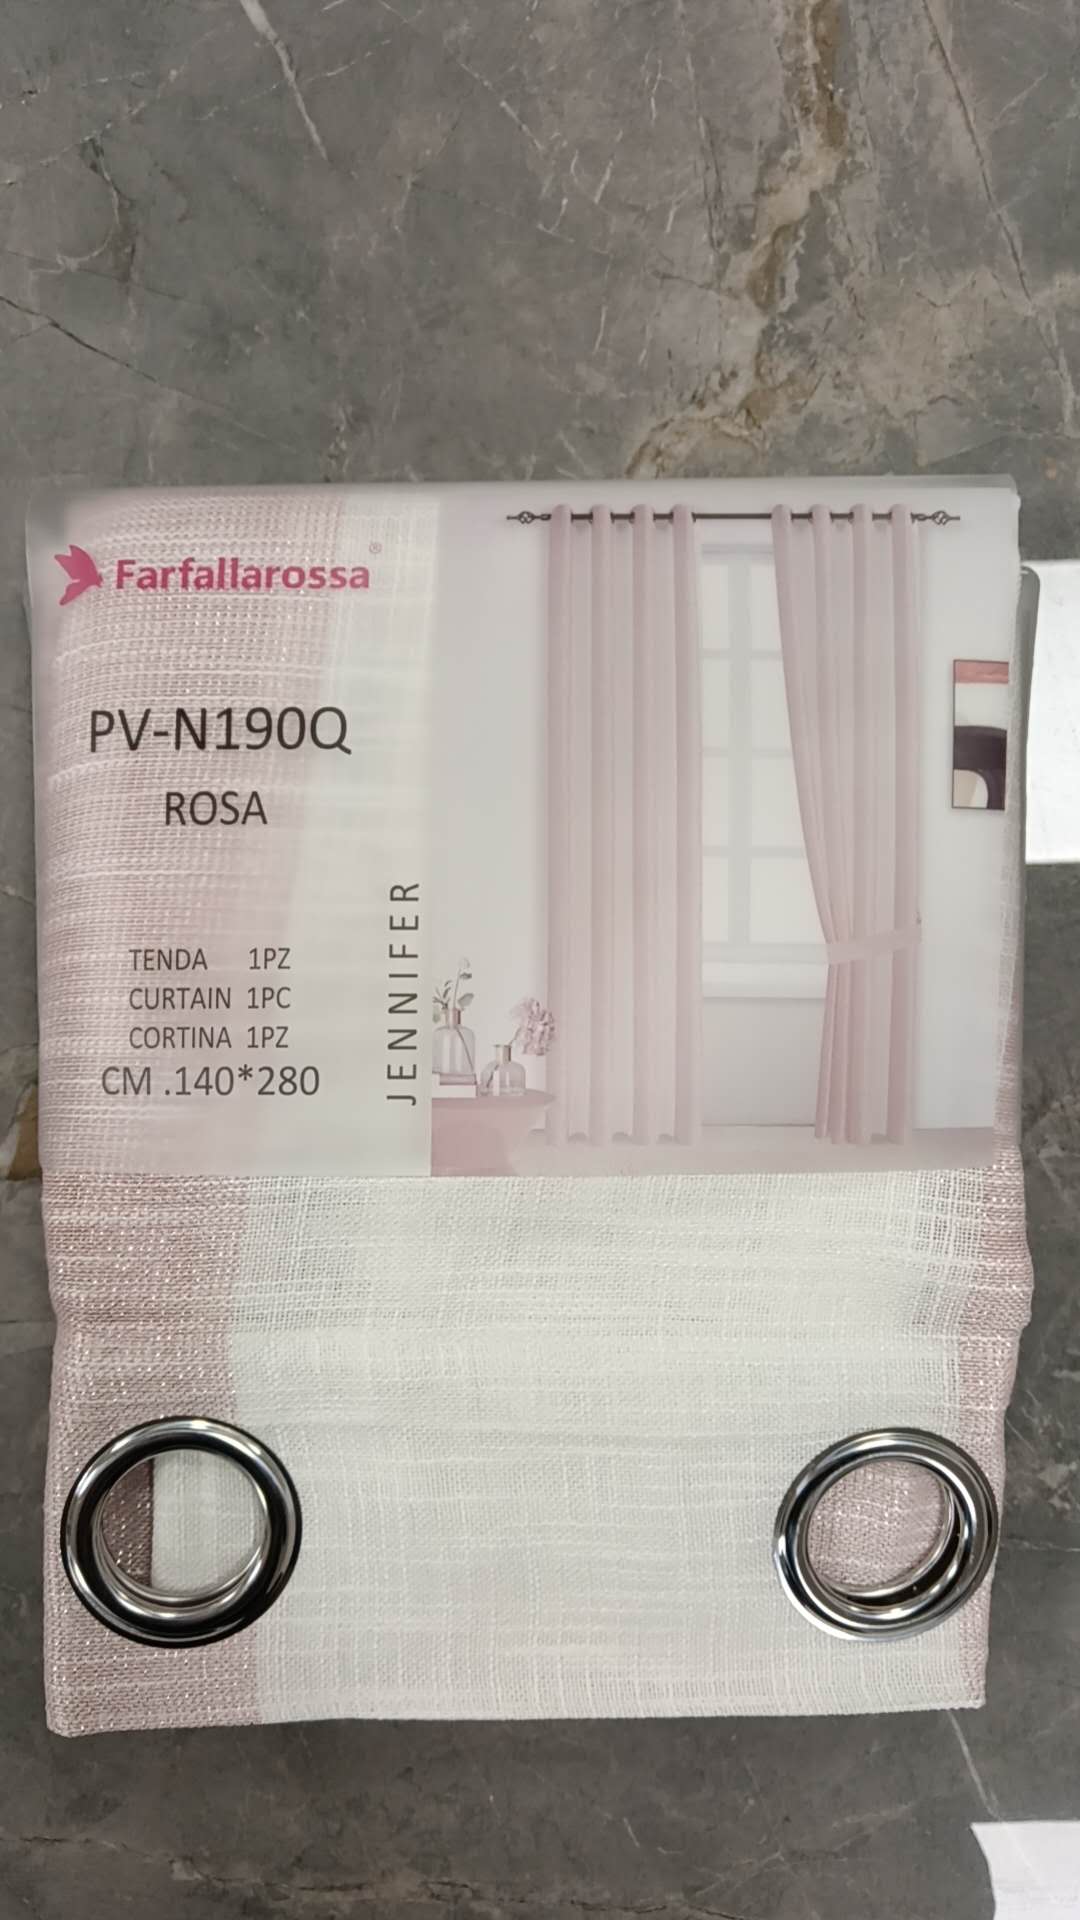 Farfallarossa®
PV-N190Q
ROSA
JENNIFER
TENDA 1PZ
CURTAIN 1PC
CORTINA 1PZ
CM .140*280